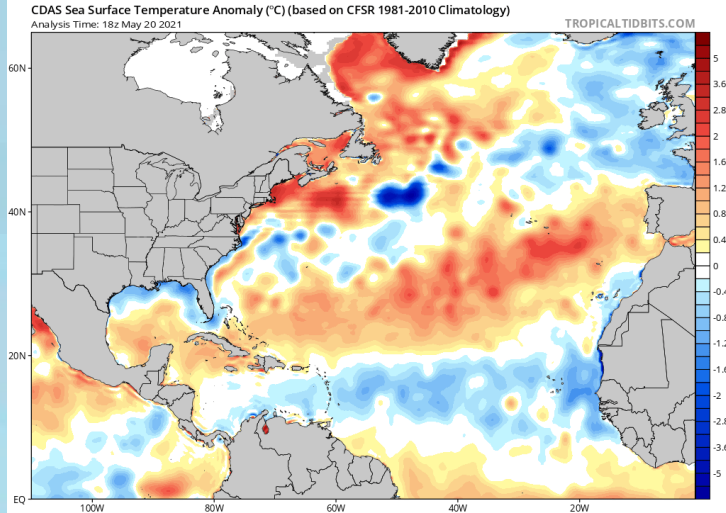 CDAS Sea Surface Temperature Anomaly (°C) (based on CFSR 1981-2010 Climatology)
Analysis Time: 18z May 20 2021
TROPICALTIDBITS.COM
60N
40N
20N
EQ
100W
80W
60W
40W
20W
5
3.6
2.8
2
1.6
1.2
0.8
0.4
0
-0.4
-0.8
-1.2
-1.6
-2
-2.8
-3.6
-5